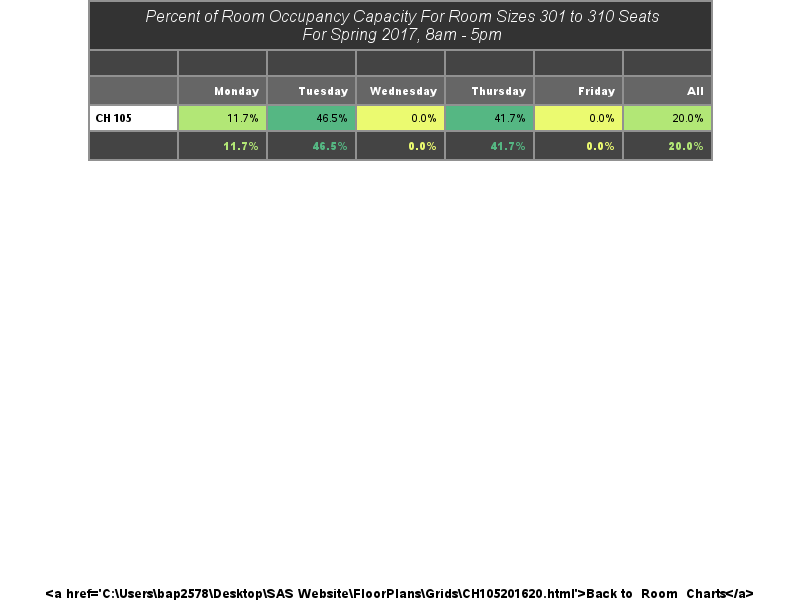 Percent of Room Occupancy Capacity For Room Sizes 301 to 310 Seats
For Spring 2017, 8am - 5pm
Monday Tuesday Wednesday Thursday Friday All
CH 105 11.7% 46.5% 0.0% 41.7% 0.0% 20.0%
11.7% 46.5% 0.0% 41.7% 0.0% 20.0%
<a href='C:\Users\bap2578\Desktop\SAS Website\FloorPlans\Grids\CH105201620.html'>Back to Room Charts</a>